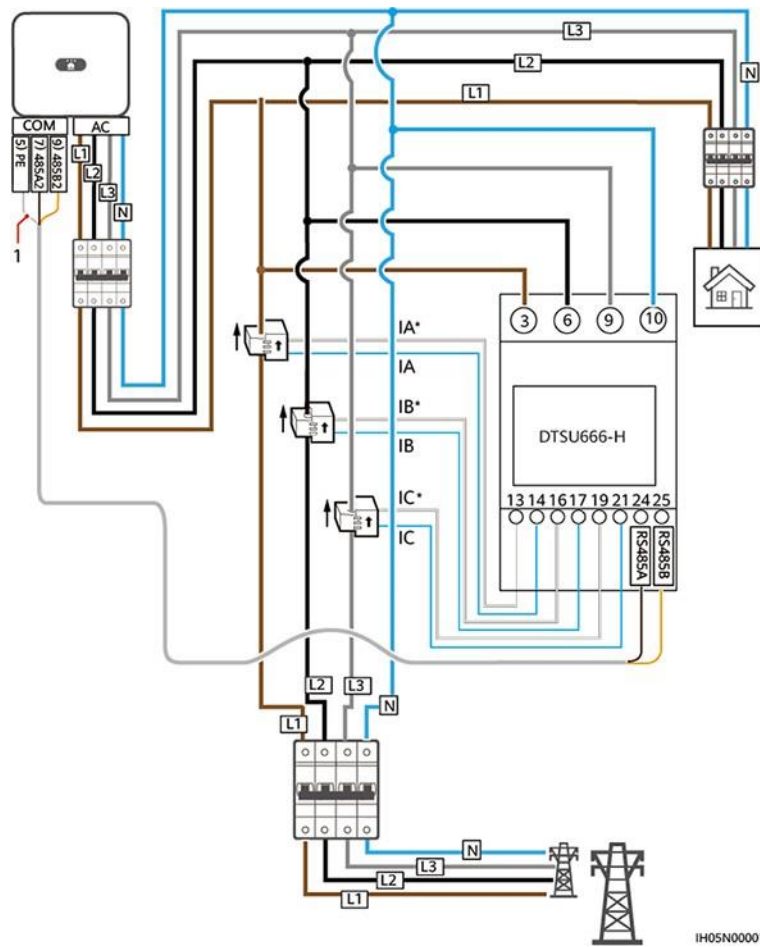 L3
L2
N
L1
COM
AC
5) PE
7) 485A2
9) 485B2
L1
L2
L3
N
1
3
6
9
10
IA*
IA
IB*
IB
DTSU666-H
IC*
IC
13 14 16 17 19 21 24 25
RS485A
RS485B
L2
L3
N
L1
N
L3
L2
L1
IH05N00007